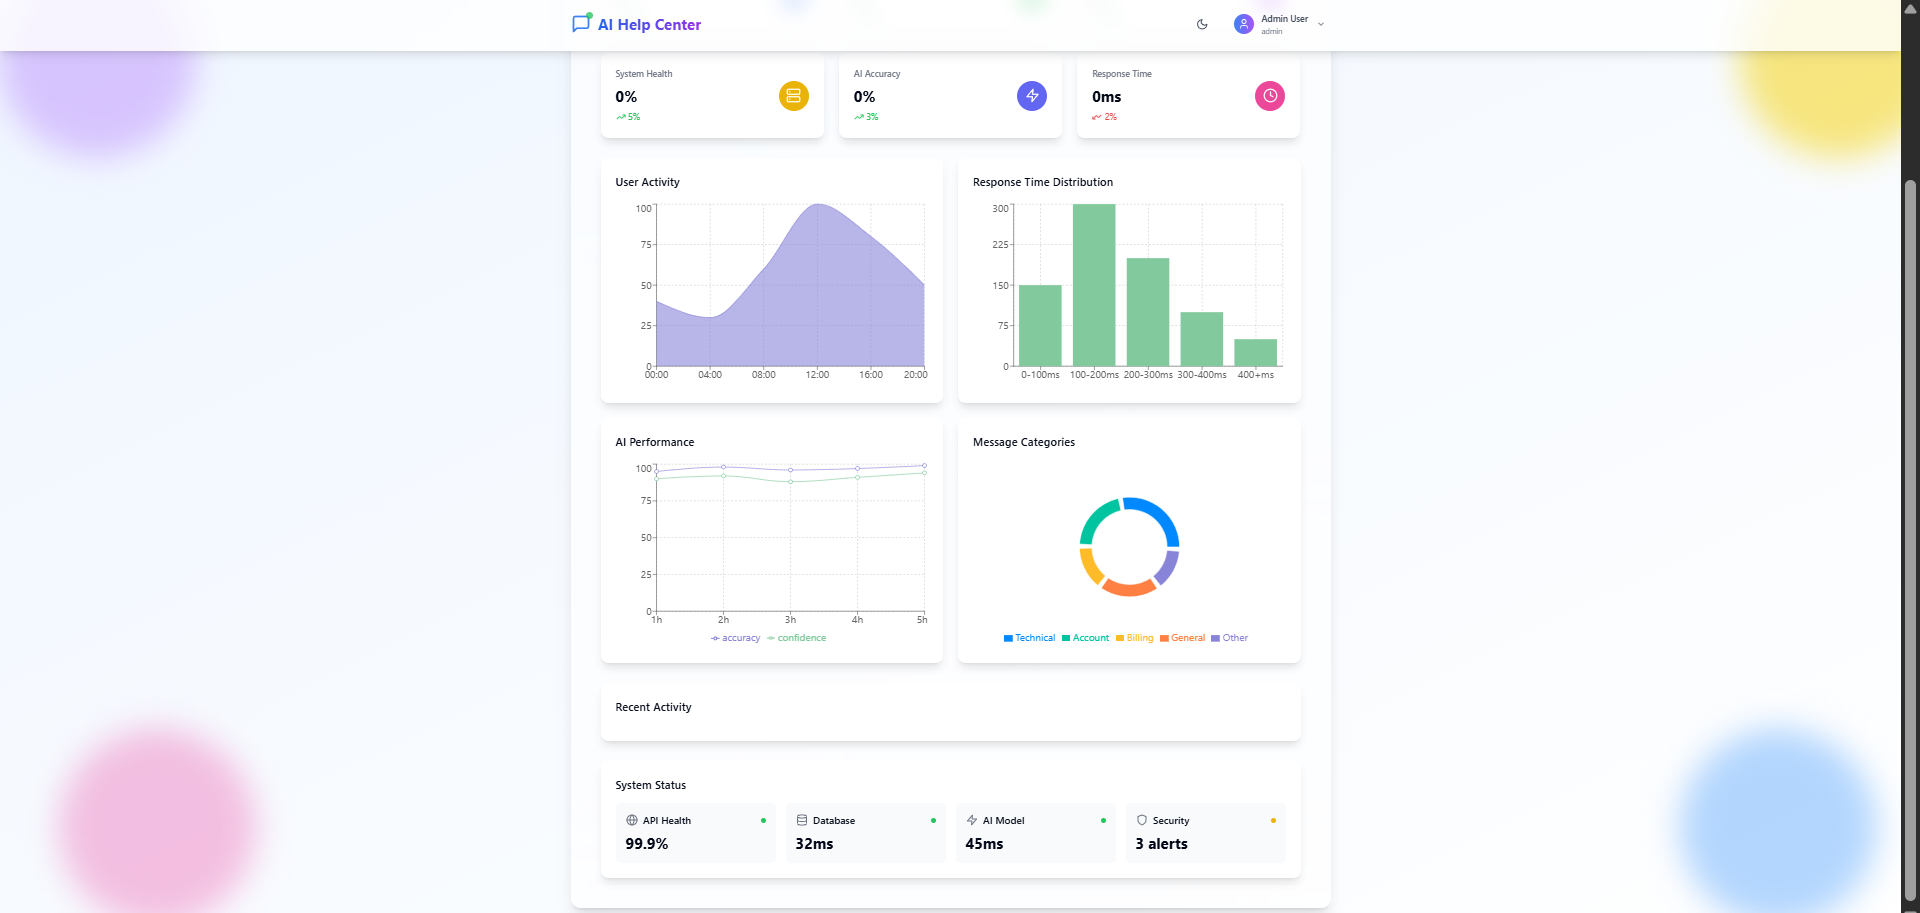 AI Help Center
Admin User
admin
System Health
0%
5%
AI Accuracy
0%
3%
Response Time
0ms
2%
User Activity
100
75
50
25
0
00:00 04:00 08:00 12:00 16:00 20:00
Response Time Distribution
300
225
150
75
0
0-100ms 100-200ms 200-300ms 300-400ms 400+ms
AI Performance
100
75
50
25
0
1h 2h 3h 4h 5h
accuracy confidence
Message Categories
Technical Account Billing General Other
Recent Activity
System Status
API Health
99.9%
Database
32ms
AI Model
45ms
Security
3 alerts